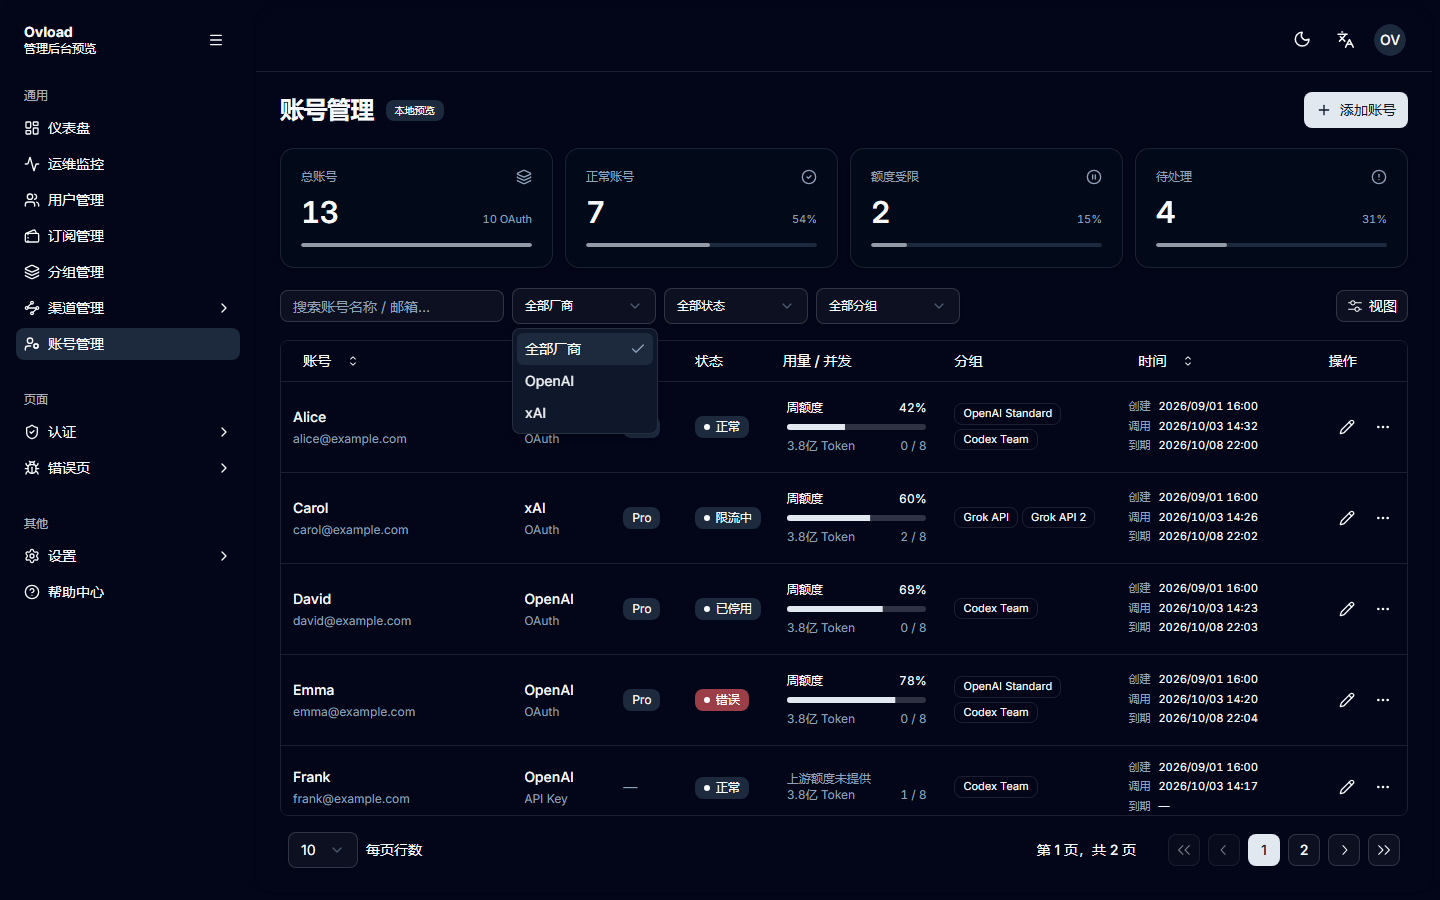 Ovload
管理后台预览
通用
仪表盘
运维监控
用户管理
订阅管理
分组管理
渠道管理
账号管理
页面
认证
错误页
其他
设置
帮助中心
OV
账号管理 本地预览
+ 添加账号
总账号
13 10 OAuth
正常账号
7 54%
额度受限
2 15%
待处理
4 31%
搜索账号名称 / 邮箱... 全部厂商 全部状态 全部分组 视图
全部厂商
OpenAI
xAI
账号 状态 用量 / 并发 分组 时间 操作
Alice
alice@example.com
OAuth
正常
周额度 42%
3.8亿 Token 0 / 8
OpenAI Standard
Codex Team
创建 2026/09/01 16:00
调用 2026/10/03 14:32
到期 2026/10/08 22:00
Carol
carol@example.com
xAI
OAuth
Pro
限流中
周额度 60%
3.8亿 Token 2 / 8
Grok API Grok API 2
创建 2026/09/01 16:00
调用 2026/10/03 14:26
到期 2026/10/08 22:02
David
david@example.com
OpenAI
OAuth
Pro
已停用
周额度 69%
3.8亿 Token 0 / 8
Codex Team
创建 2026/09/01 16:00
调用 2026/10/03 14:23
到期 2026/10/08 22:03
Emma
emma@example.com
OpenAI
OAuth
Pro
错误
周额度 78%
3.8亿 Token 0 / 8
OpenAI Standard
Codex Team
创建 2026/09/01 16:00
调用 2026/10/03 14:20
到期 2026/10/08 22:04
Frank
frank@example.com
OpenAI
API Key
—
正常
上游额度未提供
3.8亿 Token 1 / 8
Codex Team
创建 2026/09/01 16:00
调用 2026/10/03 14:17
到期 —
10 每页行数
第 1 页，共 2 页
1 2